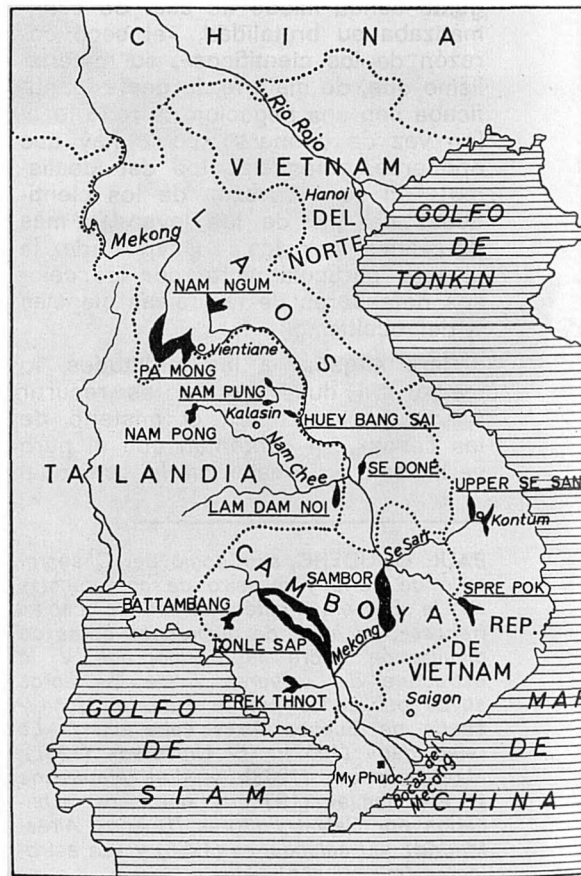 CHINA
Río Rojo
VIETNAM
Hanoi
DEL
NORTE
GOLFO
DE
TONKIN
Mekong
LAOS
NAM NGUM
Vientiane
PA MONG
NAM PUNG
Kalasin
HUEY BANG SAI
NAM PONG
Nam Chee
TAILANDIA
SE DONE
UPPER SE SAN
LAM DAM NOI
Kontum
Se San
CAMBOYA
SAMBOR
BATTAMBANG
SPRE POK
TONLE SAP
Mekong
REP.
DE
VIETNAM
PREK THNOT
Saigon
GOLFO
DE
SIAM
MAR
DE
CHINA
My Phuoc
Bocas del
Mecong